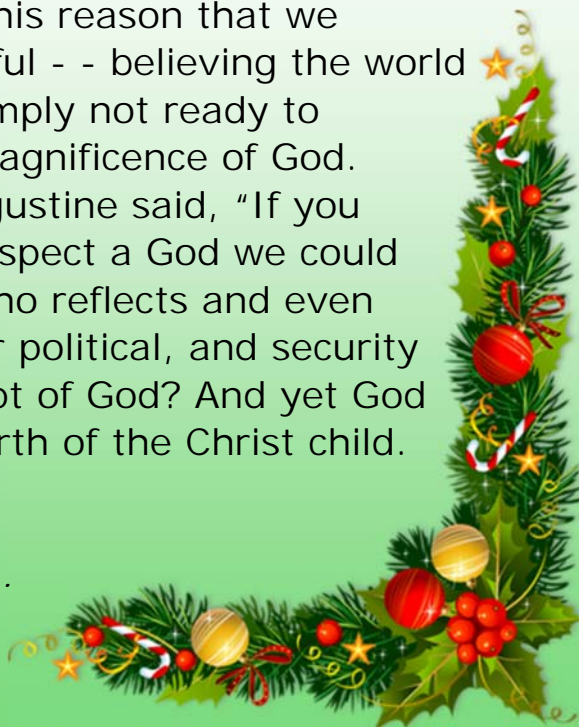 his reason that we
ful - - believing the world
mply not ready to
agnificence of God.
gustine said, “If you
spect a God we could
ho reflects and even
r political, and security
pt of God? And yet God
rth of the Christ child.
.